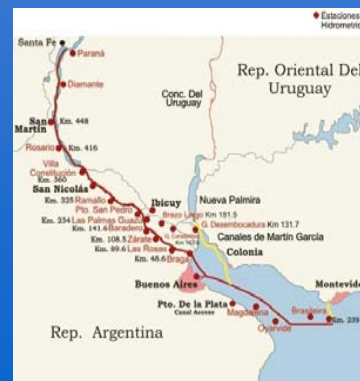 Estaciones
Hidrometric
Santa Fe
Paraná
Rep. Oriental Del
Uruguay
Diamante
Conc. Del
Uruguay
San
Martín
Km. 448
Rosario
Km. 416
Villa
Constitución
Km. 360
San Nicolás
Km. 325
Ramallo
Ibicuy
Nueva Palmira
Pto. San Pedro
Brazo Largo Km 181.5
Km. 234
Las Palmas
Guazú
G. Desembocadura
Km 131.7
Km. 141.6
Baradero
Canales de Martín García
Km. 108.5
Zárate
Colonia
Km. 89.6
Las Rosas
Km. 48.6
Braga
Buenos Aires
Montevide
Pto. De la Plata
Canal Acceso
Magdalena
Brasilera
Oyarvide
Km. 239
Rep. Argentina